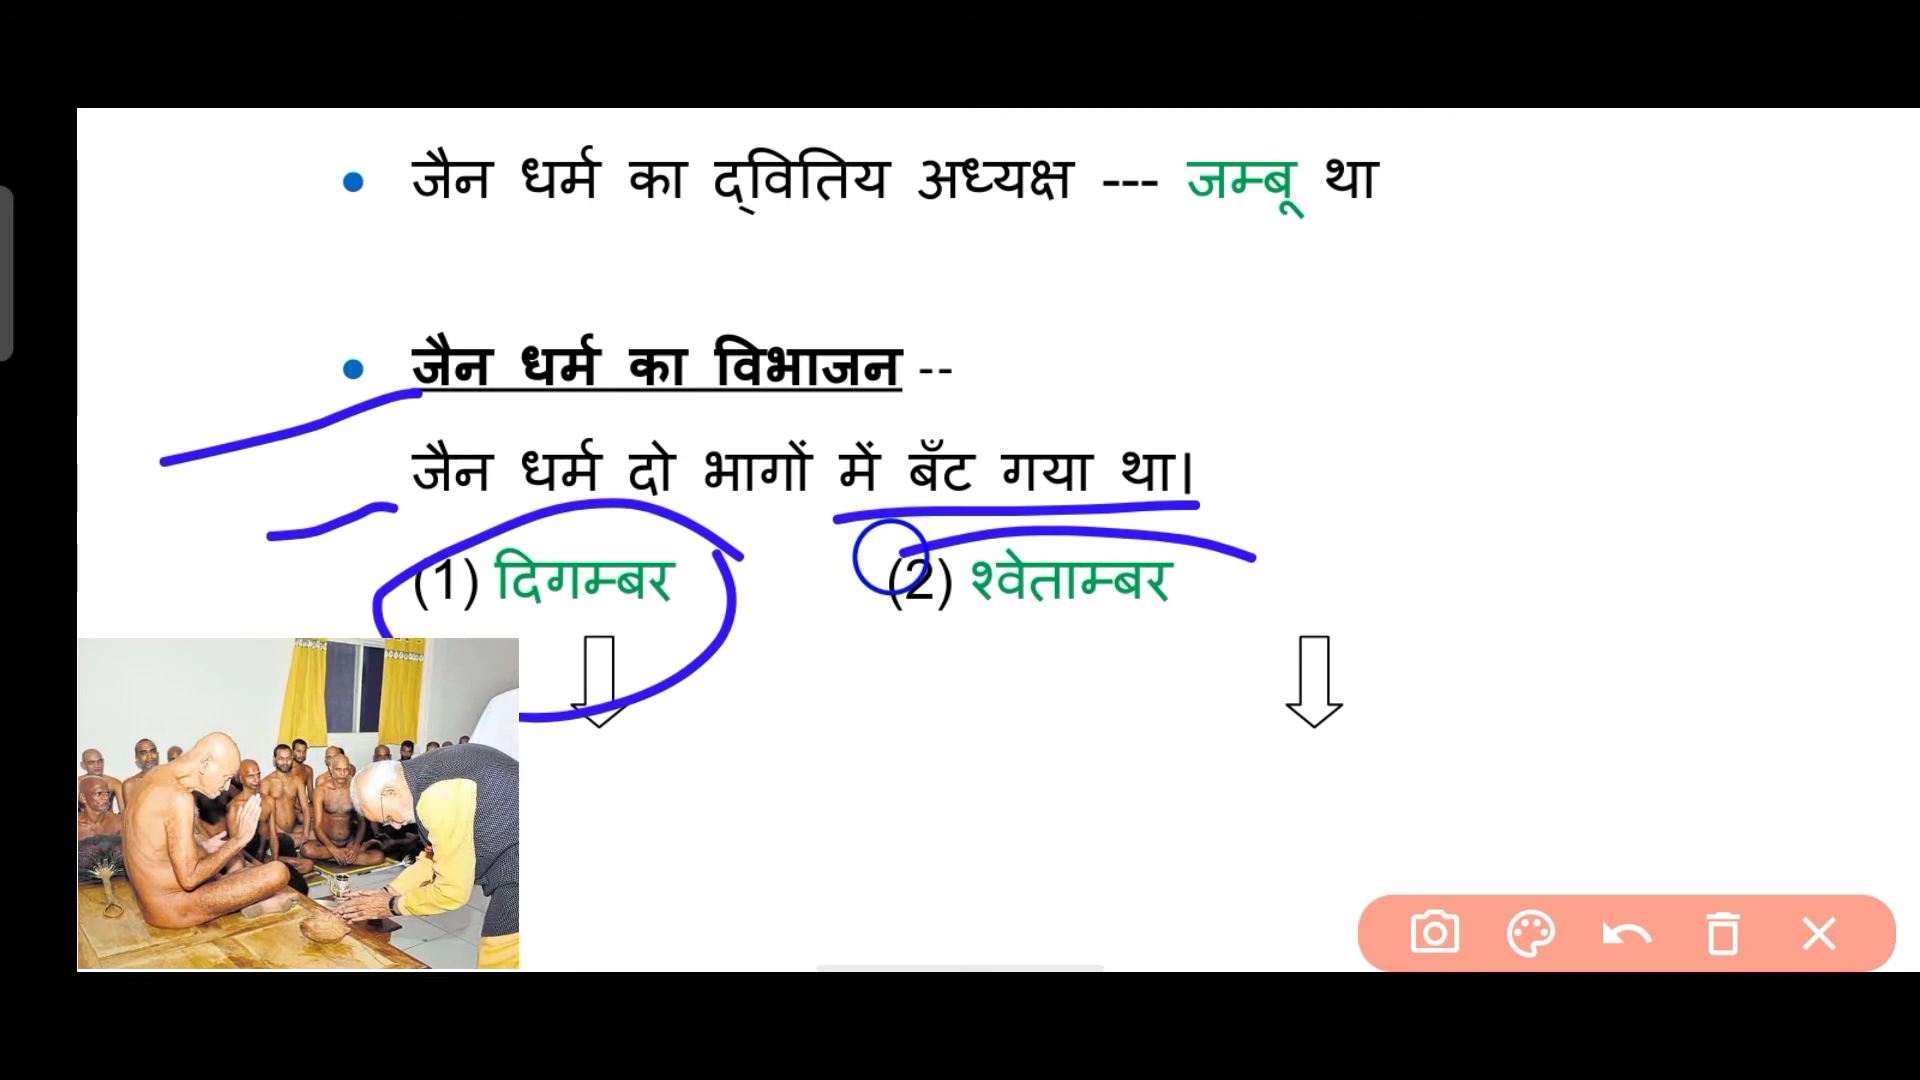 • जैन धर्म का द्वितिय अध्यक्ष --- जम्बू था
• जैन धर्म का विभाजन --
जैन धर्म दो भागों में बँट गया था।
(1) दिगम्बर (2) श्वेताम्बर